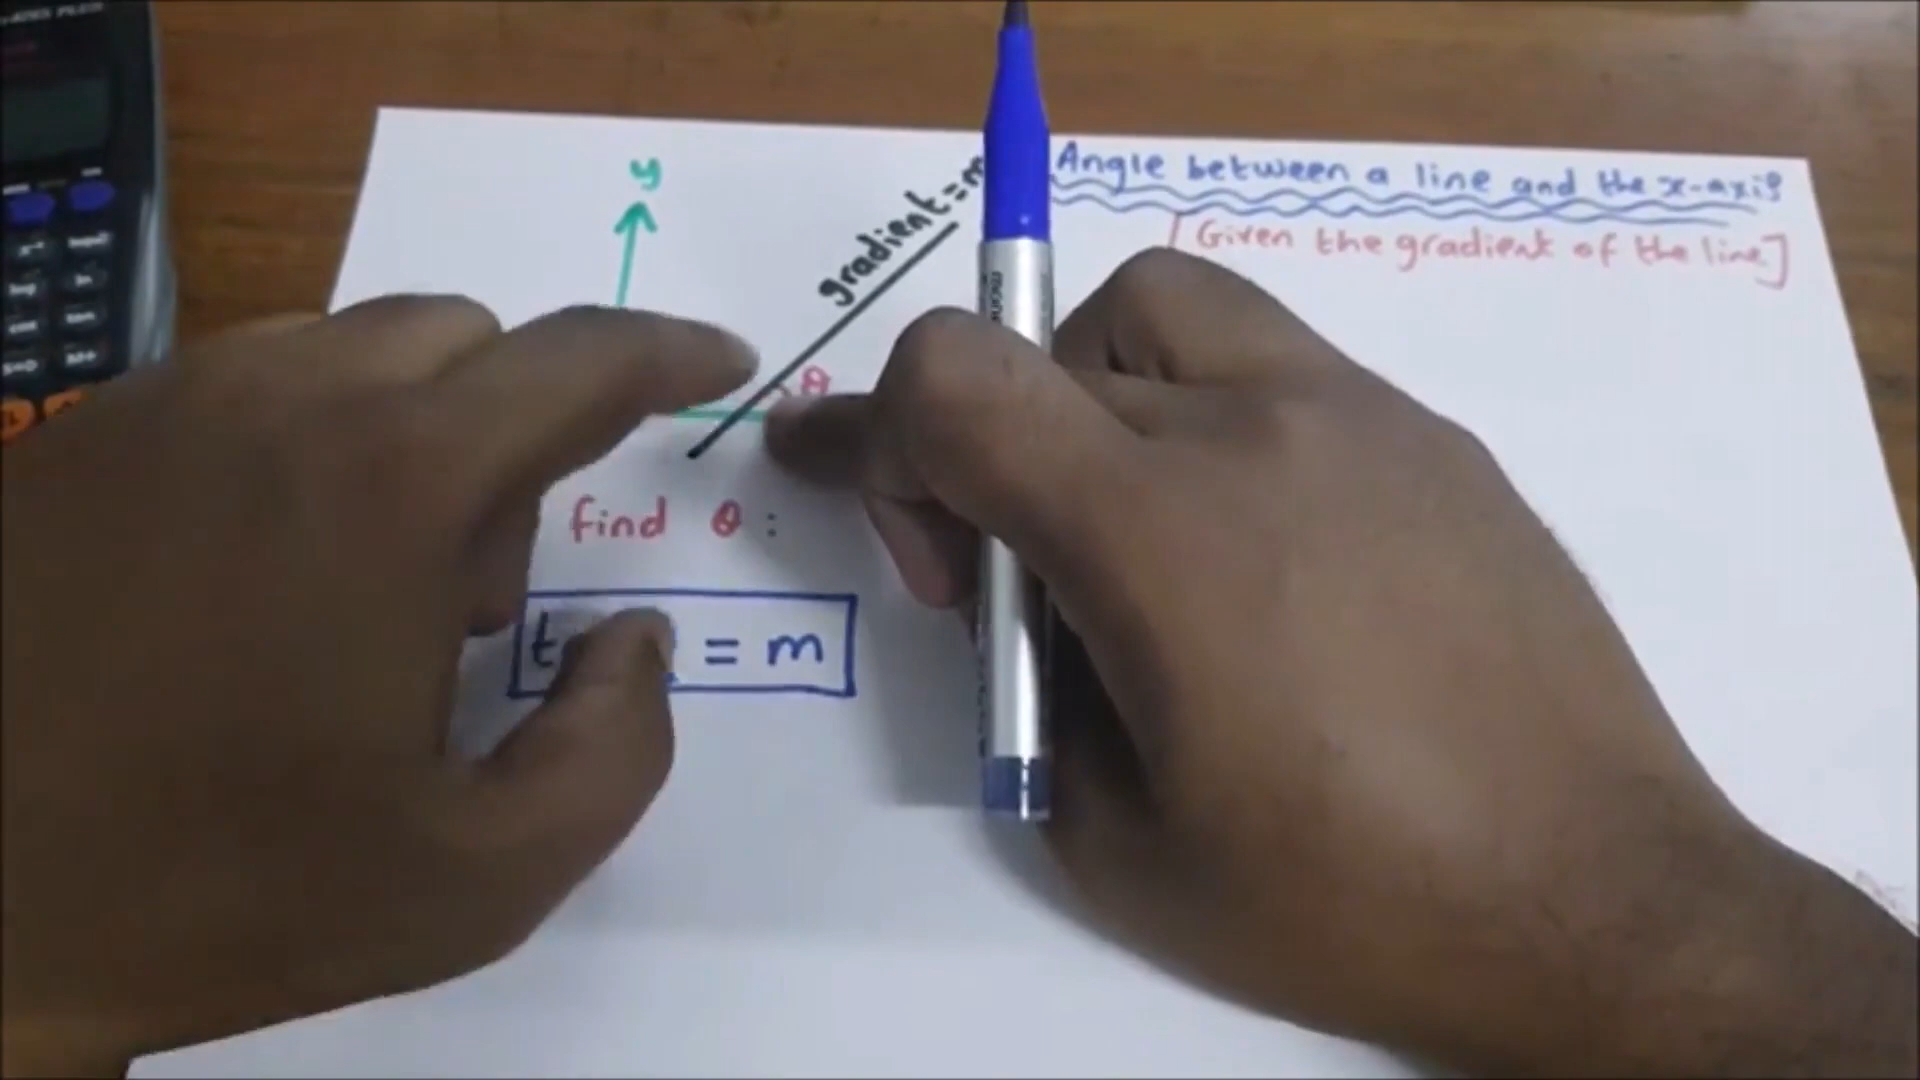 Angle between a line and the x-axis
[Given the gradient of the line]
y
gradient = m
θ
find θ :
= m